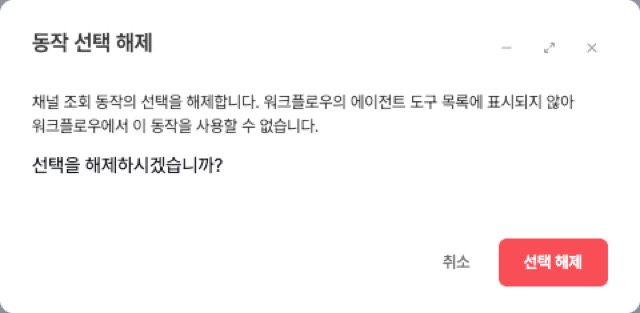 동작 선택 해제
채널 조회 동작의 선택을 해제합니다. 워크플로우의 에이전트 도구 목록에 표시되지 않아
워크플로우에서 이 동작을 사용할 수 없습니다.
선택을 해제하시겠습니까?
취소
선택 해제